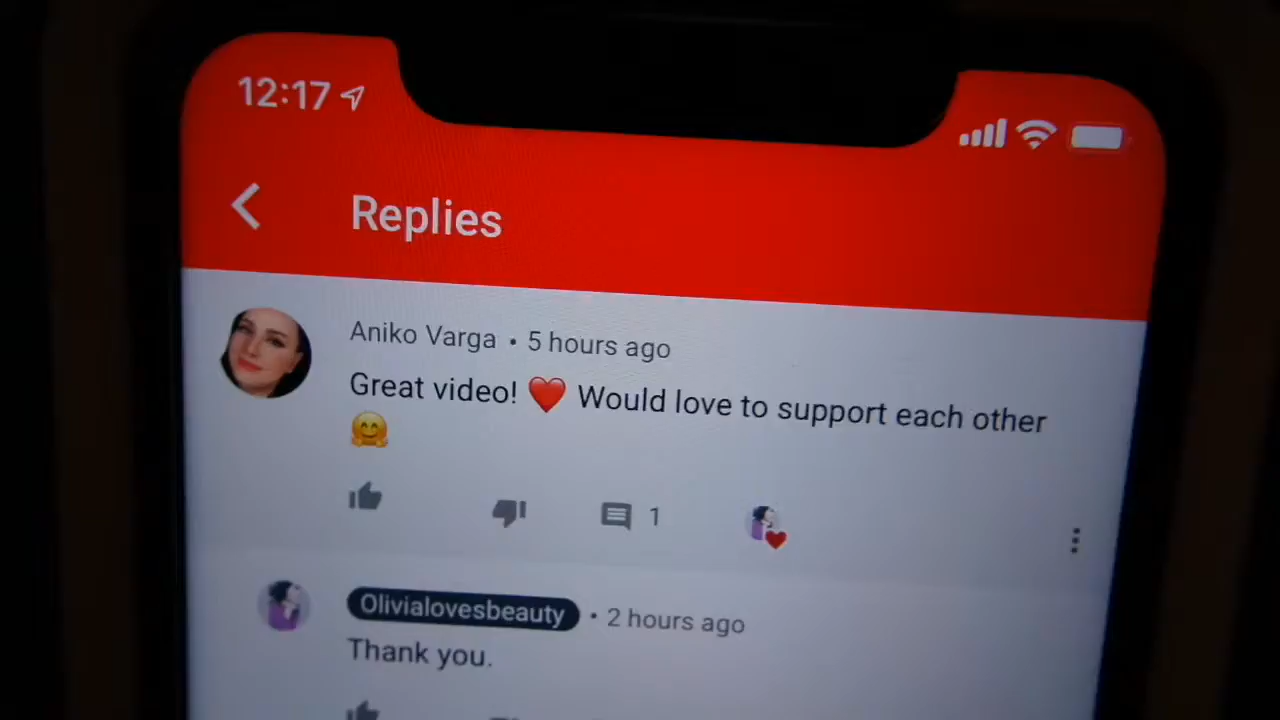 12:17
Replies
Aniko Varga • 5 hours ago
Great video! ❤️ Would love to support each other
🤗
1
Olivialovesbeauty • 2 hours ago
Thank you.